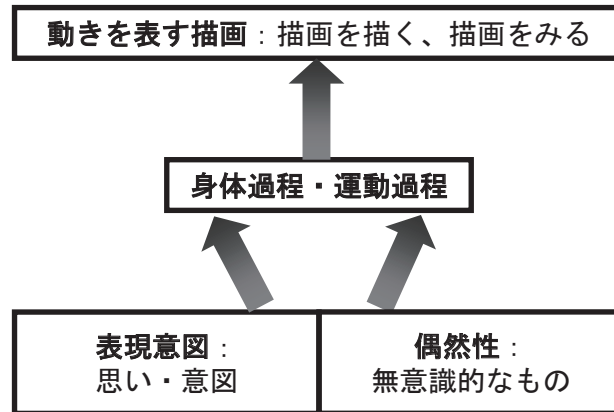 動きを表す描画：描画を描く、描画をみる
身体過程・運動過程
表現意図：
思い・意図
偶然性：
無意識的なもの